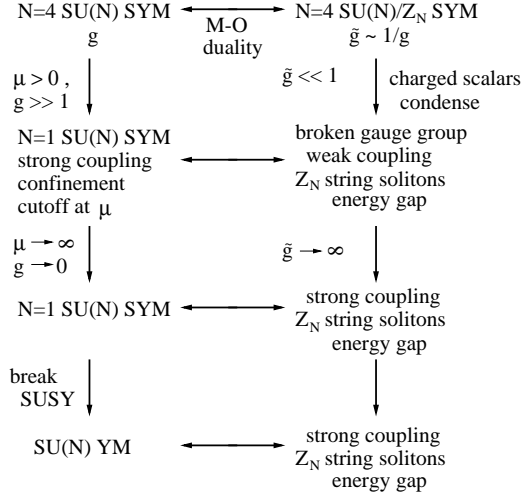 N=4 SU(N) SYM
g
M-O
duality
N=4 SU(N)/Z_N SYM
g̃ ~ 1/g
μ > 0 ,
g >> 1
g̃ << 1
charged scalars
condense
N=1 SU(N) SYM
strong coupling
confinement
cutoff at μ
broken gauge group
weak coupling
Z_N string solitons
energy gap
μ → ∞
g → 0
g̃ → ∞
N=1 SU(N) SYM
strong coupling
Z_N string solitons
energy gap
break
SUSY
SU(N) YM
strong coupling
Z_N string solitons
energy gap